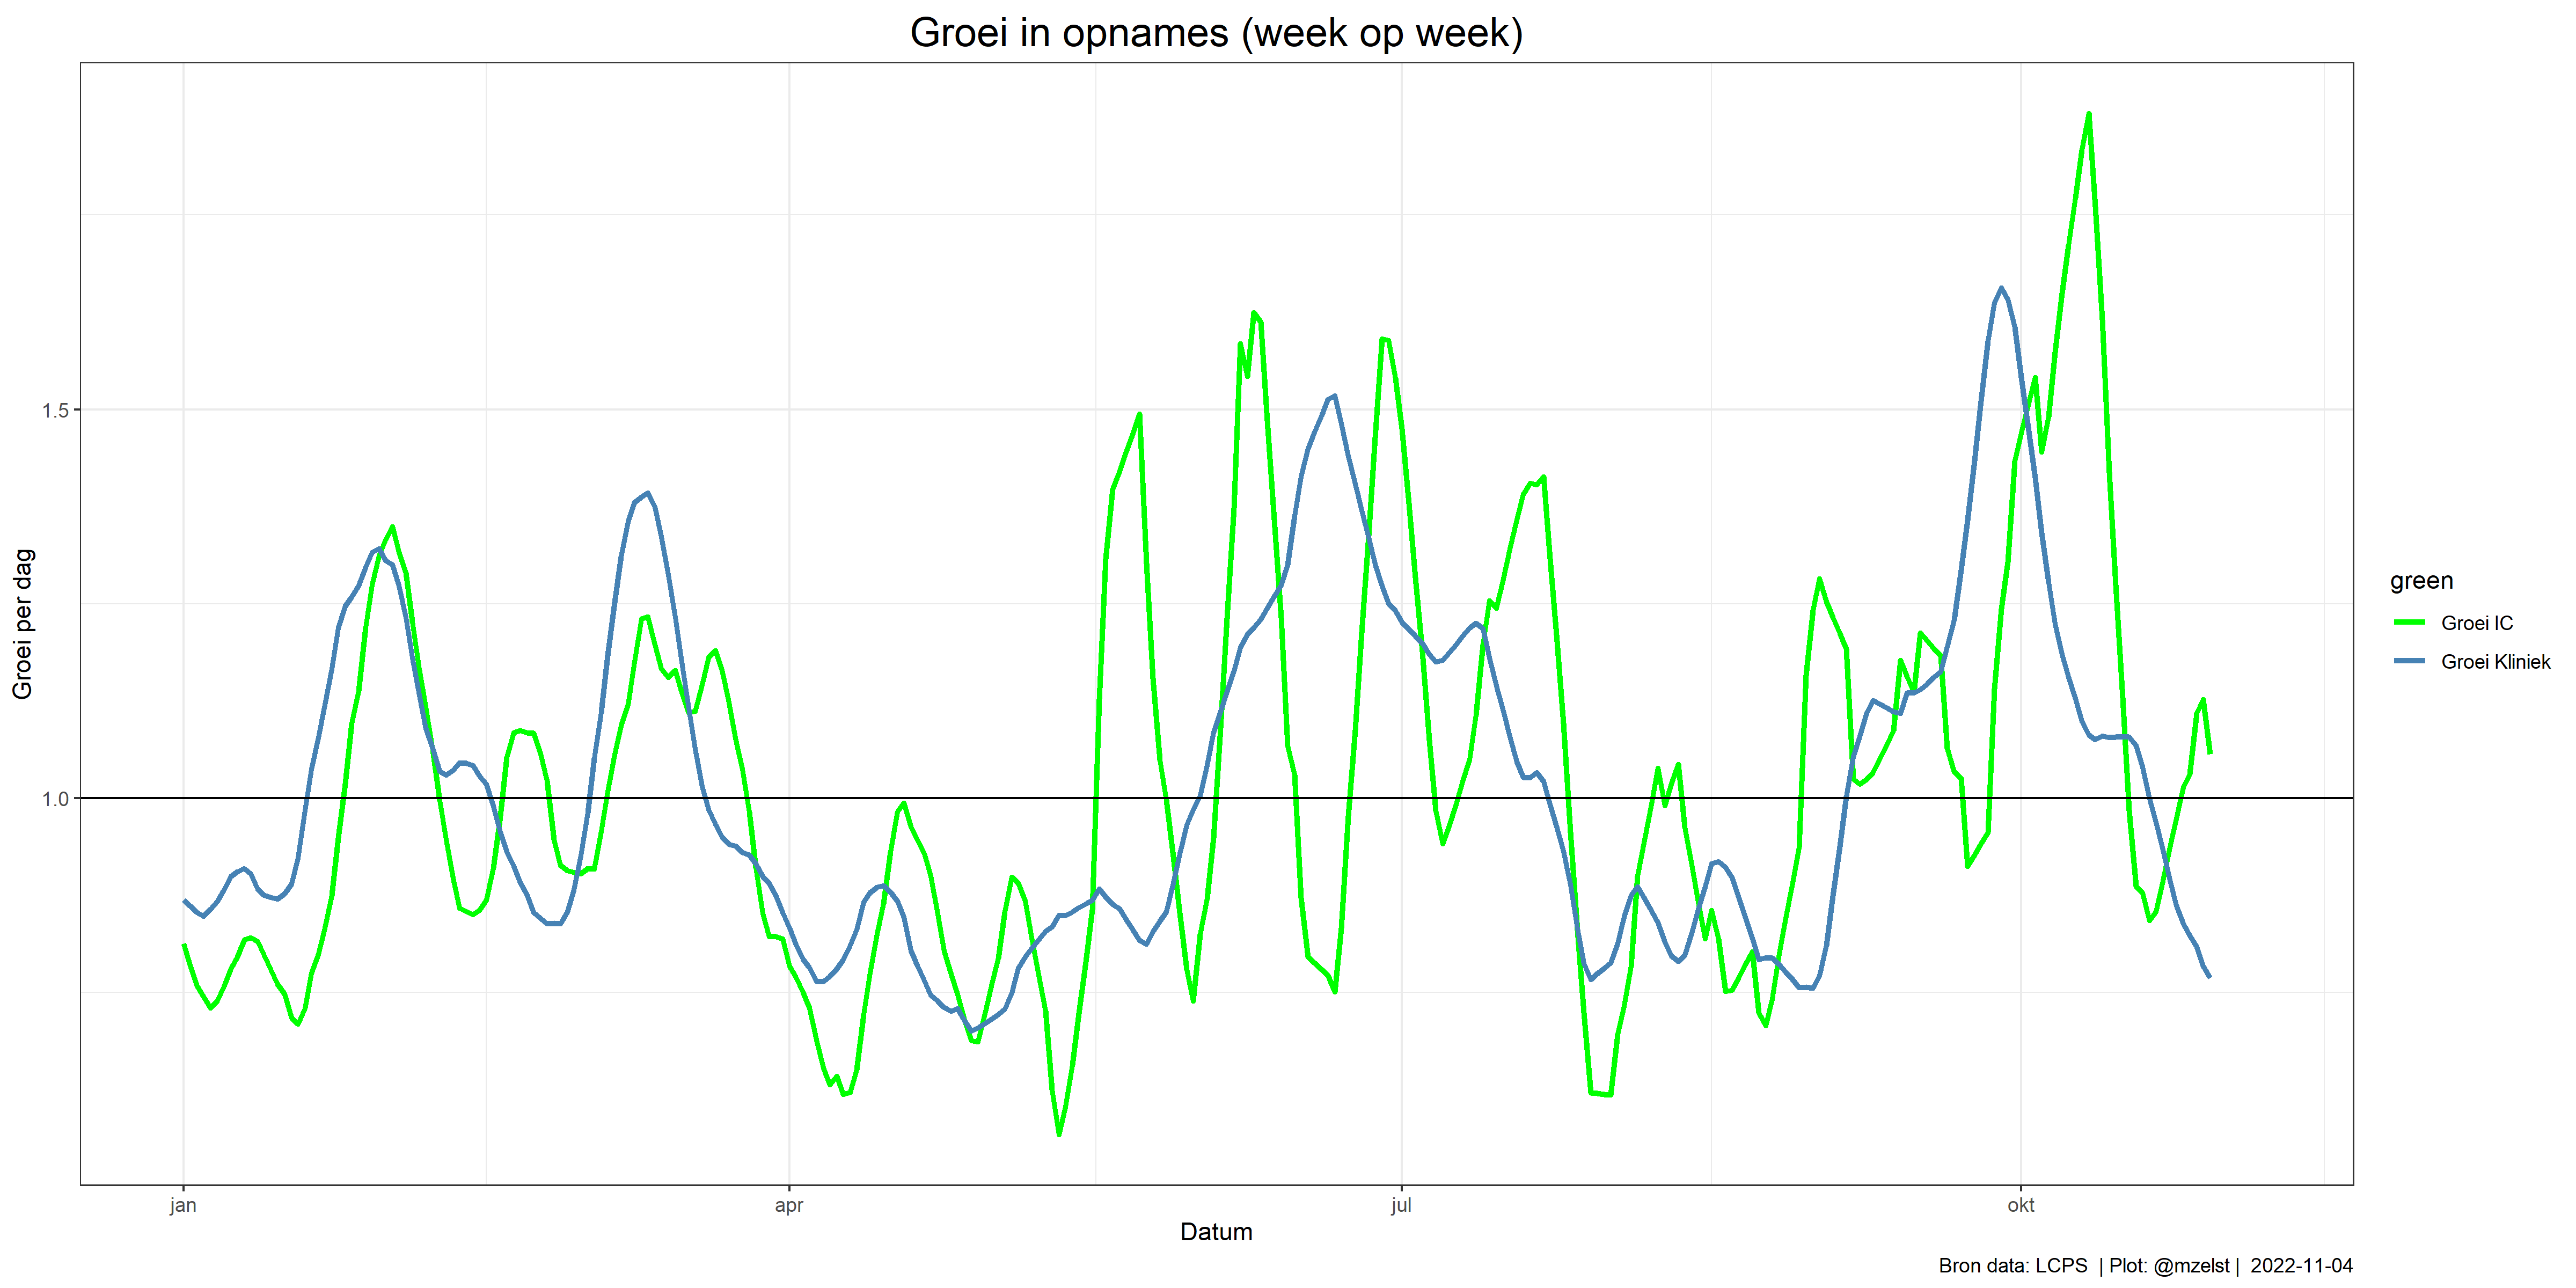 Groei in opnames (week op week)
Groei per dag
1.5
1.0
jan
apr
jul
okt
Datum
green
Groei IC
Groei Kliniek
Bron data: LCPS | Plot: @mzelst | 2022-11-04